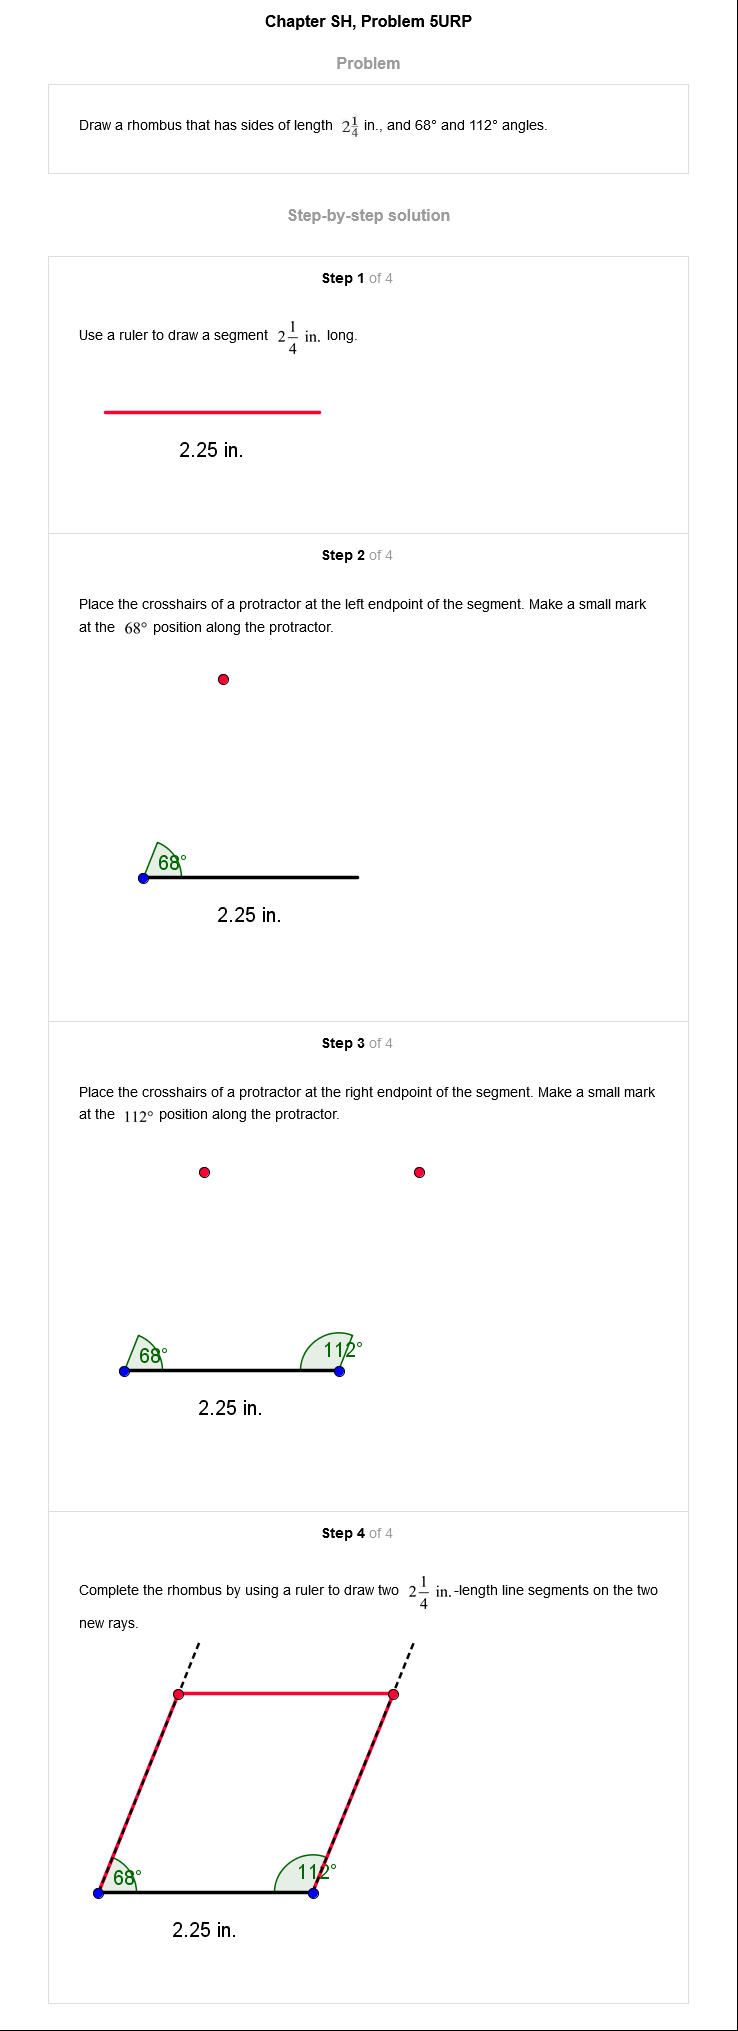 Chapter SH, Problem 5URP
Problem
Draw a rhombus that has sides of length 2 1/4 in., and 68° and 112° angles.
Step-by-step solution
Step 1 of 4
Use a ruler to draw a segment 2 1/4 in. long.
2.25 in.
Step 2 of 4
Place the crosshairs of a protractor at the left endpoint of the segment. Make a small mark
at the 68° position along the protractor.
68°
2.25 in.
Step 3 of 4
Place the crosshairs of a protractor at the right endpoint of the segment. Make a small mark
at the 112° position along the protractor.
68° 112°
2.25 in.
Step 4 of 4
Complete the rhombus by using a ruler to draw two 2 1/4 in.-length line segments on the two
new rays.
68° 112°
2.25 in.